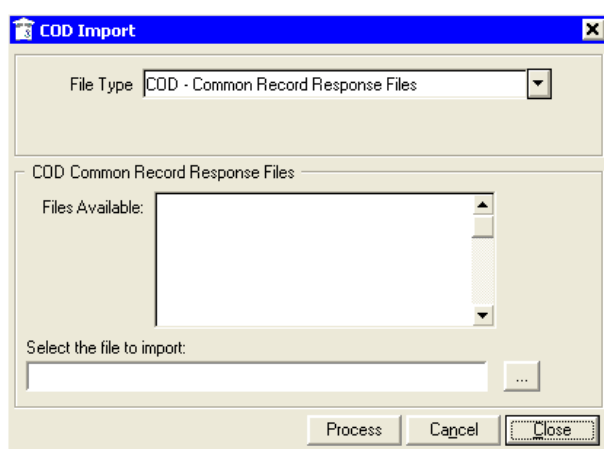 COD Import
File Type COD - Common Record Response Files
COD Common Record Response Files
Files Available:
Select the file to import:
...
Process Cancel Close